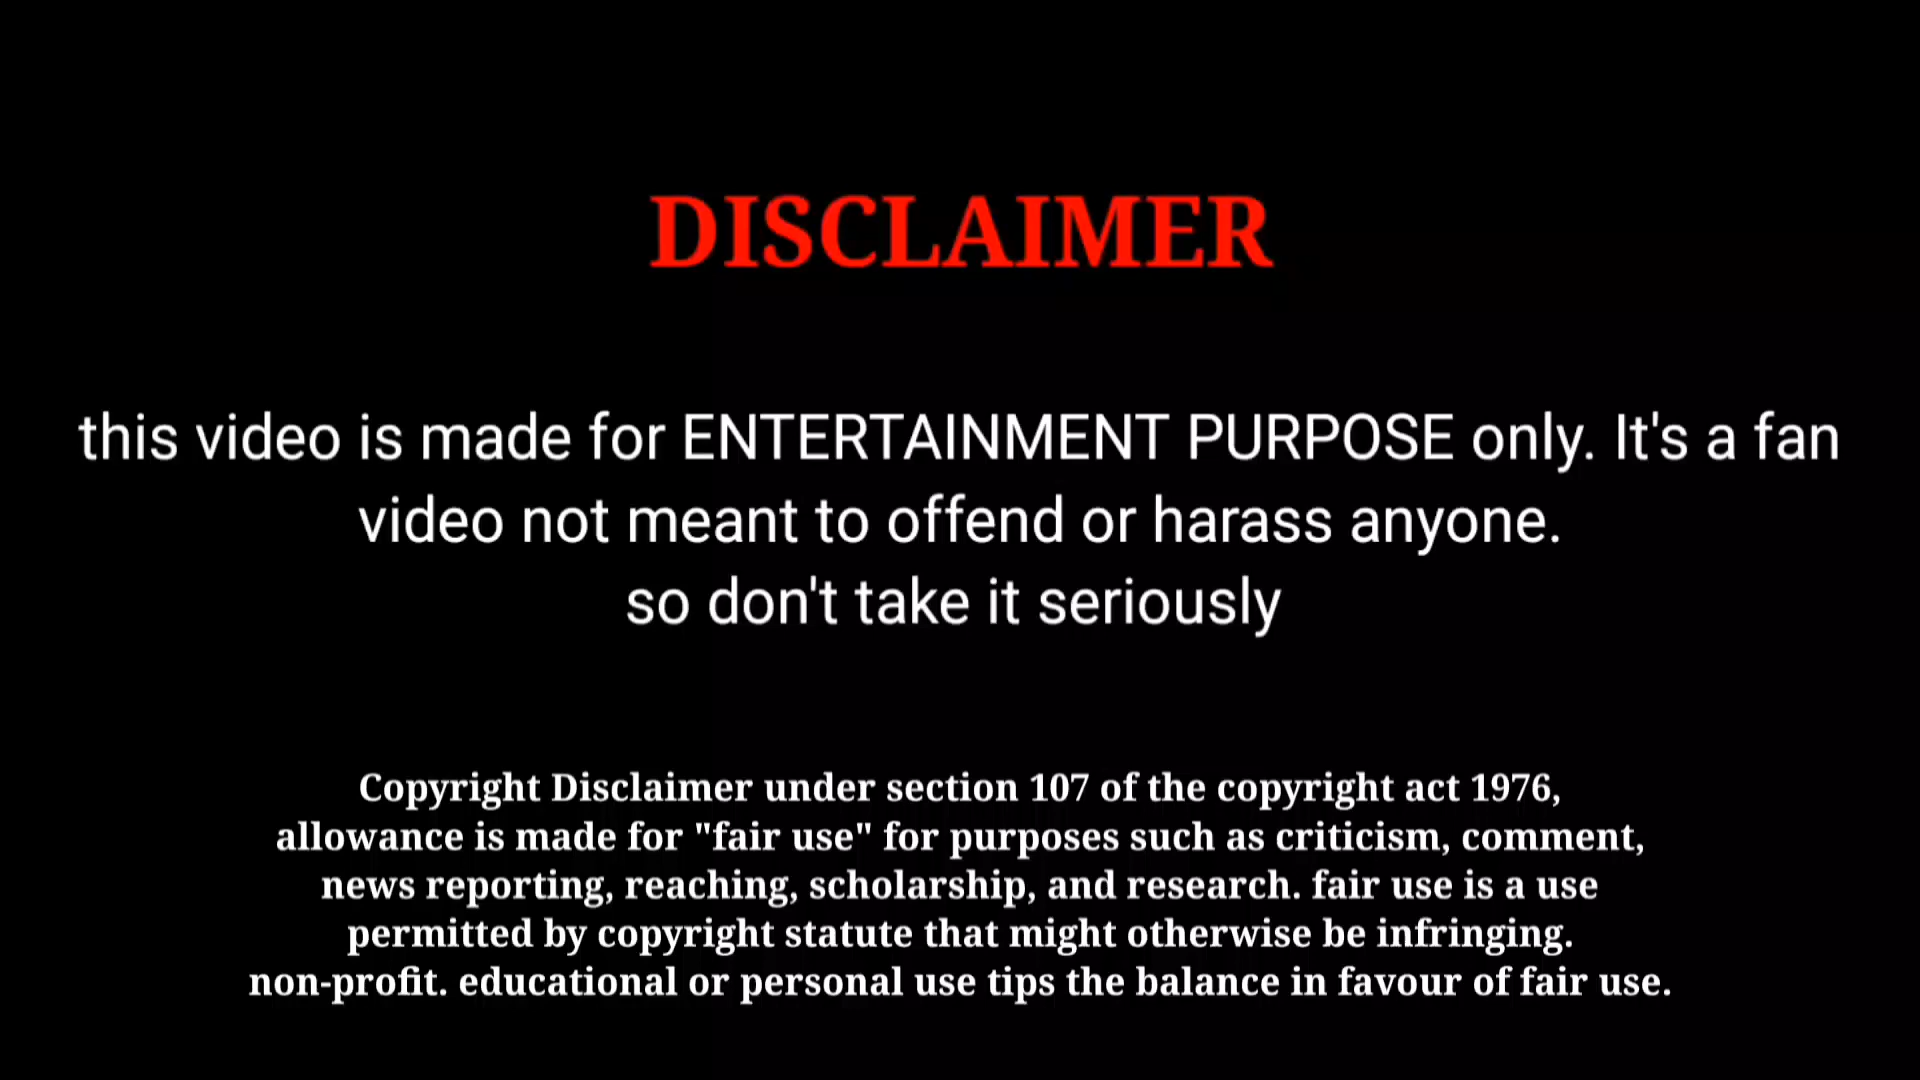 DISCLAIMER
this video is made for ENTERTAINMENT PURPOSE only. It's a fan
video not meant to offend or harass anyone.
so don't take it seriously
Copyright Disclaimer under section 107 of the copyright act 1976,
allowance is made for "fair use" for purposes such as criticism, comment,
news reporting, reaching, scholarship, and research. fair use is a use
permitted by copyright statute that might otherwise be infringing.
non-profit. educational or personal use tips the balance in favour of fair use.